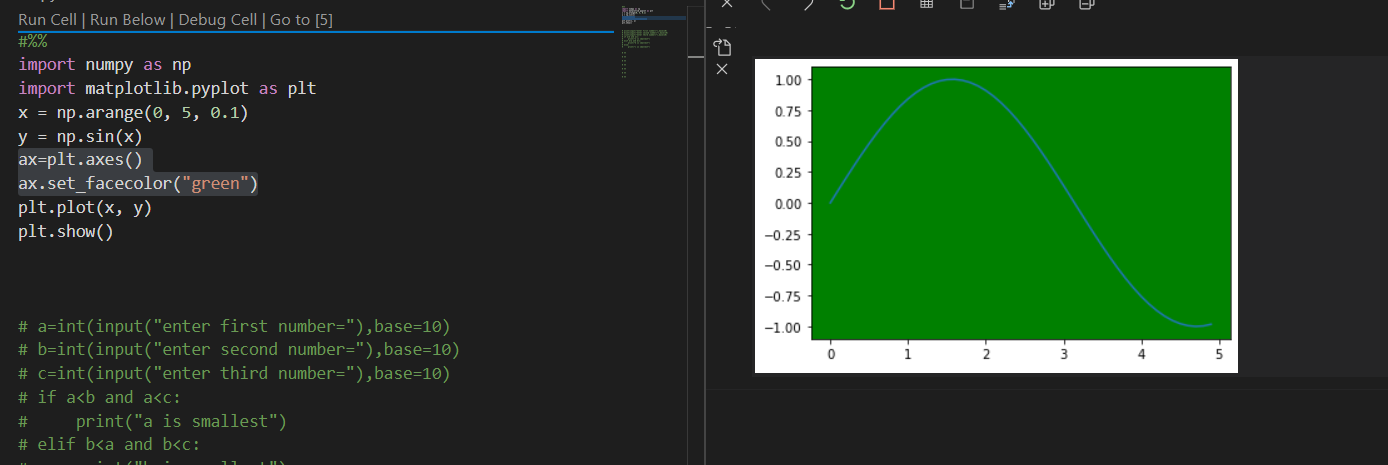 Run Cell | Run Below | Debug Cell | Go to [5]
#%%
import numpy as np
import matplotlib.pyplot as plt
x = np.arange(0, 5, 0.1)
y = np.sin(x)
ax=plt.axes()
ax.set_facecolor("green")
plt.plot(x, y)
plt.show()
# a=int(input("enter first number="),base=10)
# b=int(input("enter second number="),base=10)
# c=int(input("enter third number="),base=10)
# if a<b and a<c:
#     print("a is smallest")
# elif b<a and b<c:
1.00
0.75
0.50
0.25
0.00
−0.25
−0.50
−0.75
−1.00
0 1 2 3 4 5